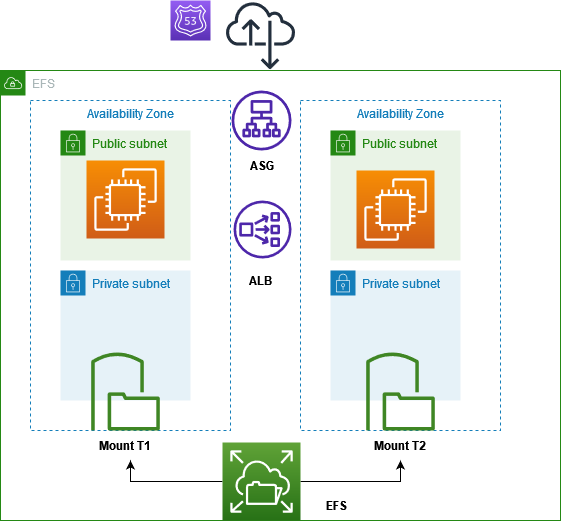 53
EFS
Availability Zone
Availability Zone
Public subnet
Public subnet
ASG
ALB
Private subnet
Private subnet
Mount T1
Mount T2
EFS